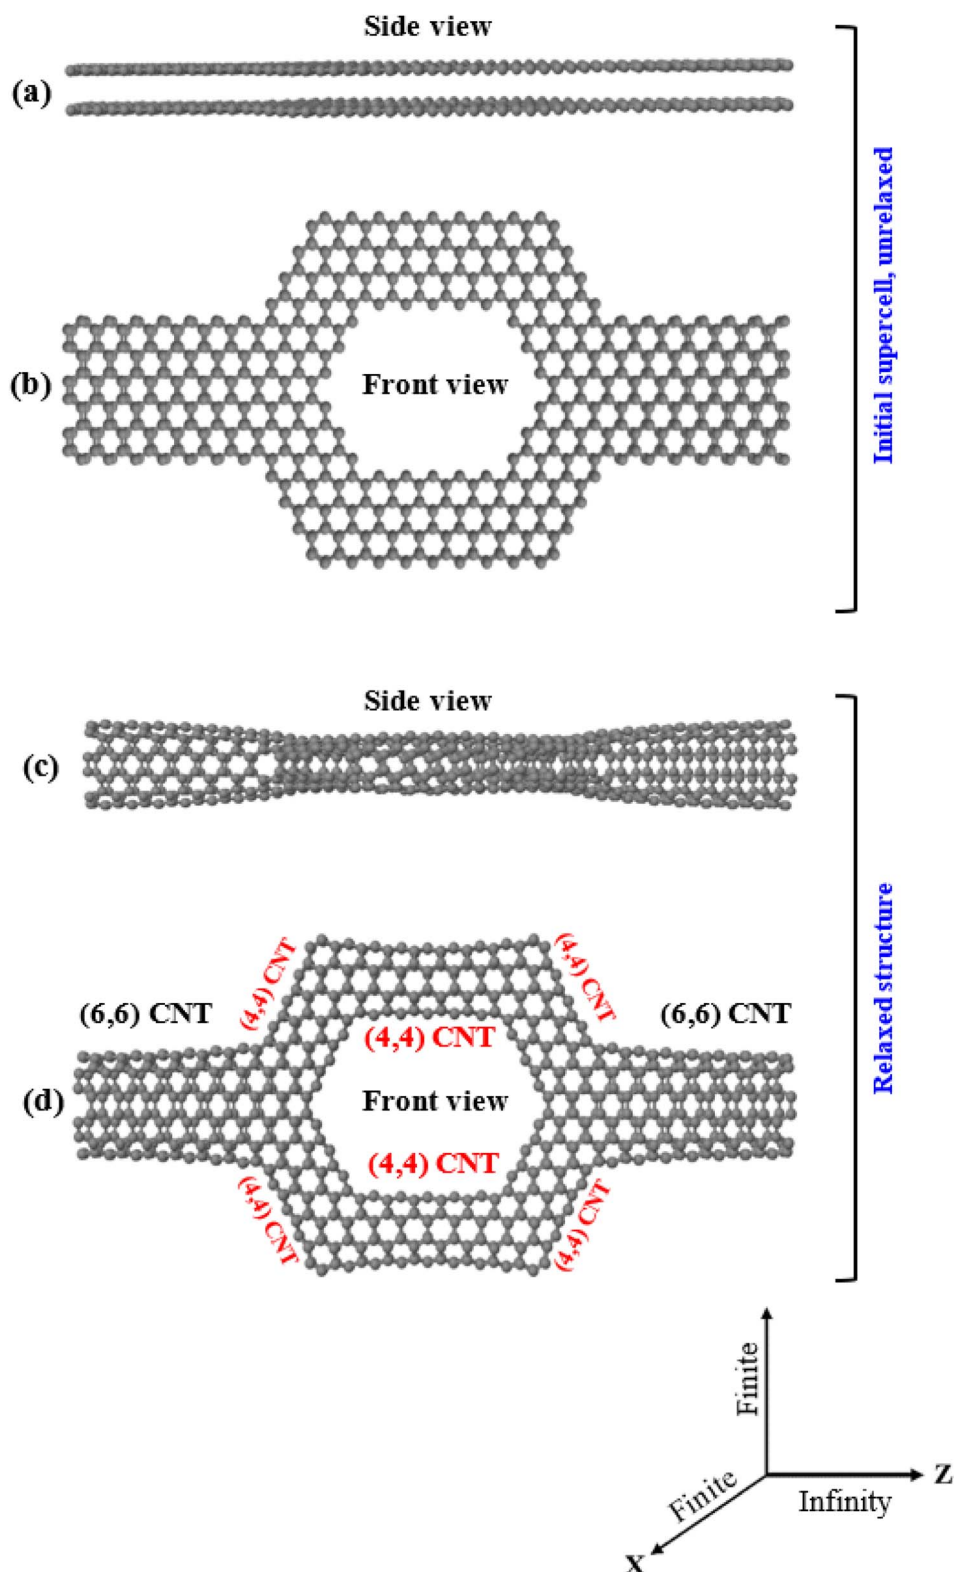 Side view
(a)
Initial supercell, unrelaxed
(b)
Front view
Side view
(c)
Relaxed structure
(4,4) CNT
(4,4) CNT
(6,6) CNT
(6,6) CNT
(4,4) CNT
(d)
Front view
(4,4) CNT
(4,4) CNT
(4,4) CNT
Finite
Z
Finite
Infinity
X